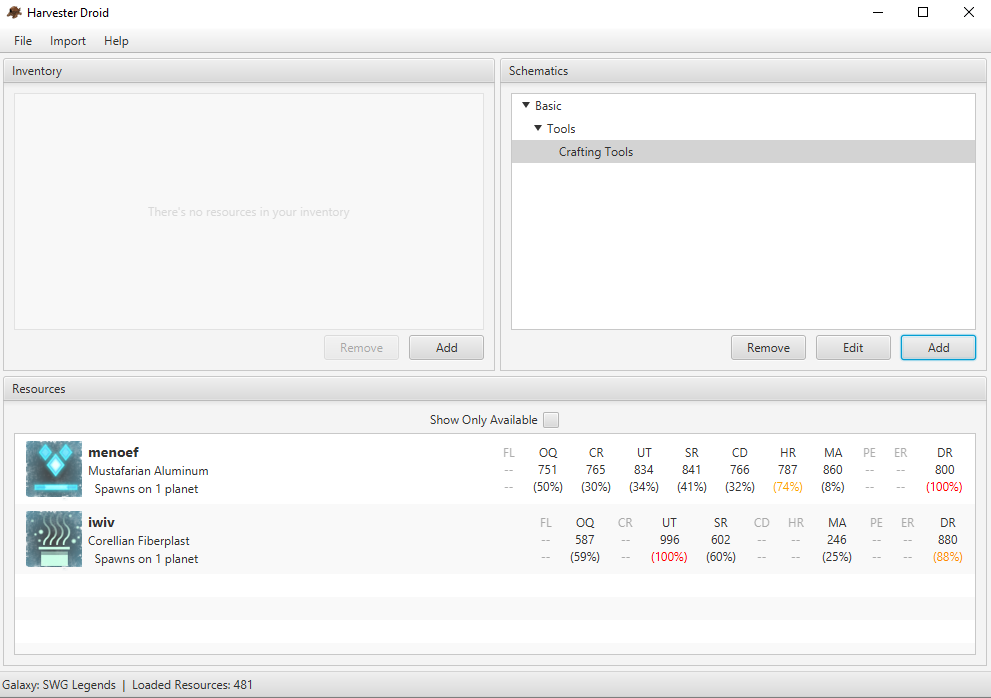 Harvester Droid
File Import Help
Inventory
There's no resources in your inventory
Remove Add
Schematics
Basic
Tools
Crafting Tools
Remove Edit Add
Resources
Show Only Available
menoef
Mustafarian Aluminum
Spawns on 1 planet
FL OQ CR UT SR CD HR MA PE ER DR
-- 751 765 834 841 766 787 860 -- -- 800
-- (50%) (30%) (34%) (41%) (32%) (74%) (8%) -- -- (100%)
iwiv
Corellian Fiberplast
Spawns on 1 planet
FL OQ CR UT SR CD HR MA PE ER DR
-- 587 -- 996 602 -- -- 246 -- -- 880
-- (59%) -- (100%) (60%) -- -- (25%) -- -- (88%)
Galaxy: SWG Legends | Loaded Resources: 481